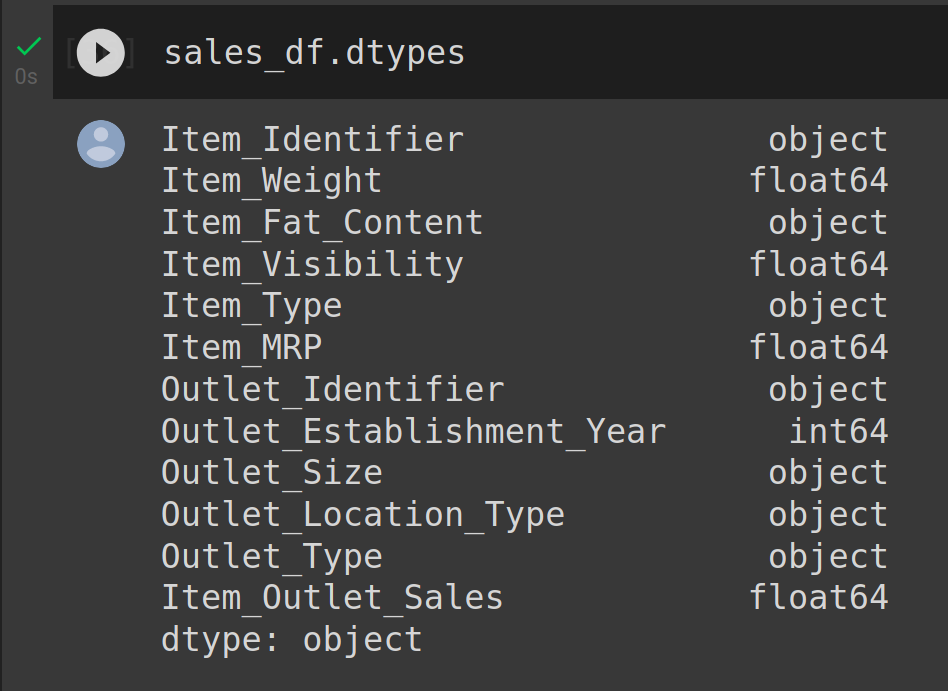 [ ] sales_df.dtypes
0s
Item_Identifier object
Item_Weight float64
Item_Fat_Content object
Item_Visibility float64
Item_Type object
Item_MRP float64
Outlet_Identifier object
Outlet_Establishment_Year int64
Outlet_Size object
Outlet_Location_Type object
Outlet_Type object
Item_Outlet_Sales float64
dtype: object